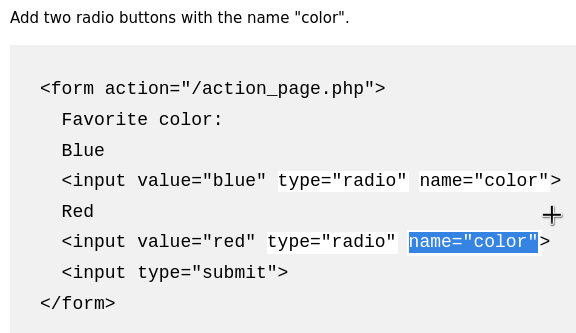 Add two radio buttons with the name "color".
<form action="/action_page.php">
Favorite color:
Blue
<input value="blue" type="radio" name="color">
Red
<input value="red" type="radio" name="color">
<input type="submit">
</form>